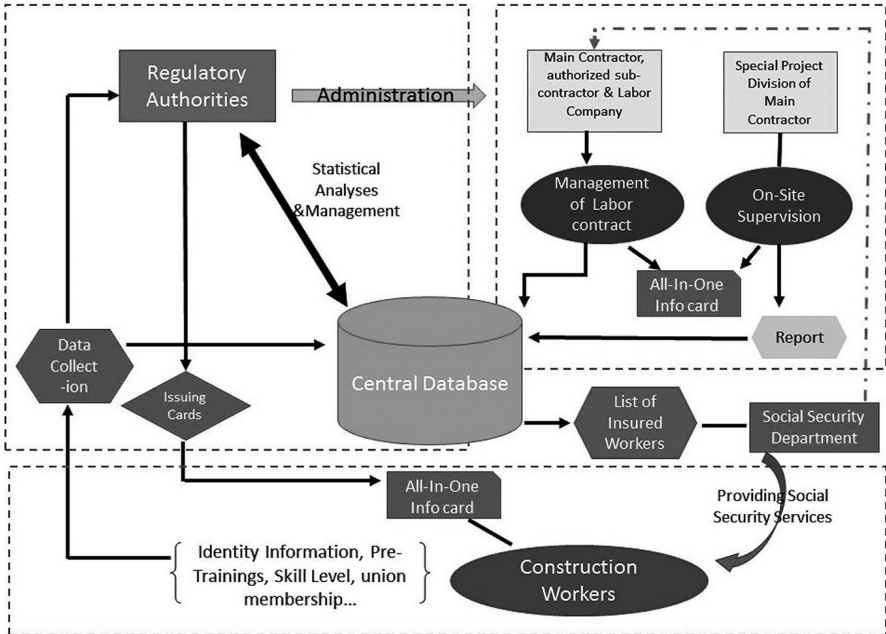 Regulatory
Authorities
Administration
Main Contractor,
authorized sub-
contractor & Labor
Company
Special Project
Division of
Main
Contractor
Statistical
Analyses
&Management
Management
of Labor
contract
On-Site
Supervision
All-In-One
Info card
Report
Data
Collect
-ion
Issuing
Cards
Central Database
List of
Insured
Workers
Social Security
Department
All-In-One
Info card
Providing Social
Security Services
Identity Information, Pre-
Trainings, Skill Level, union
membership...
Construction
Workers